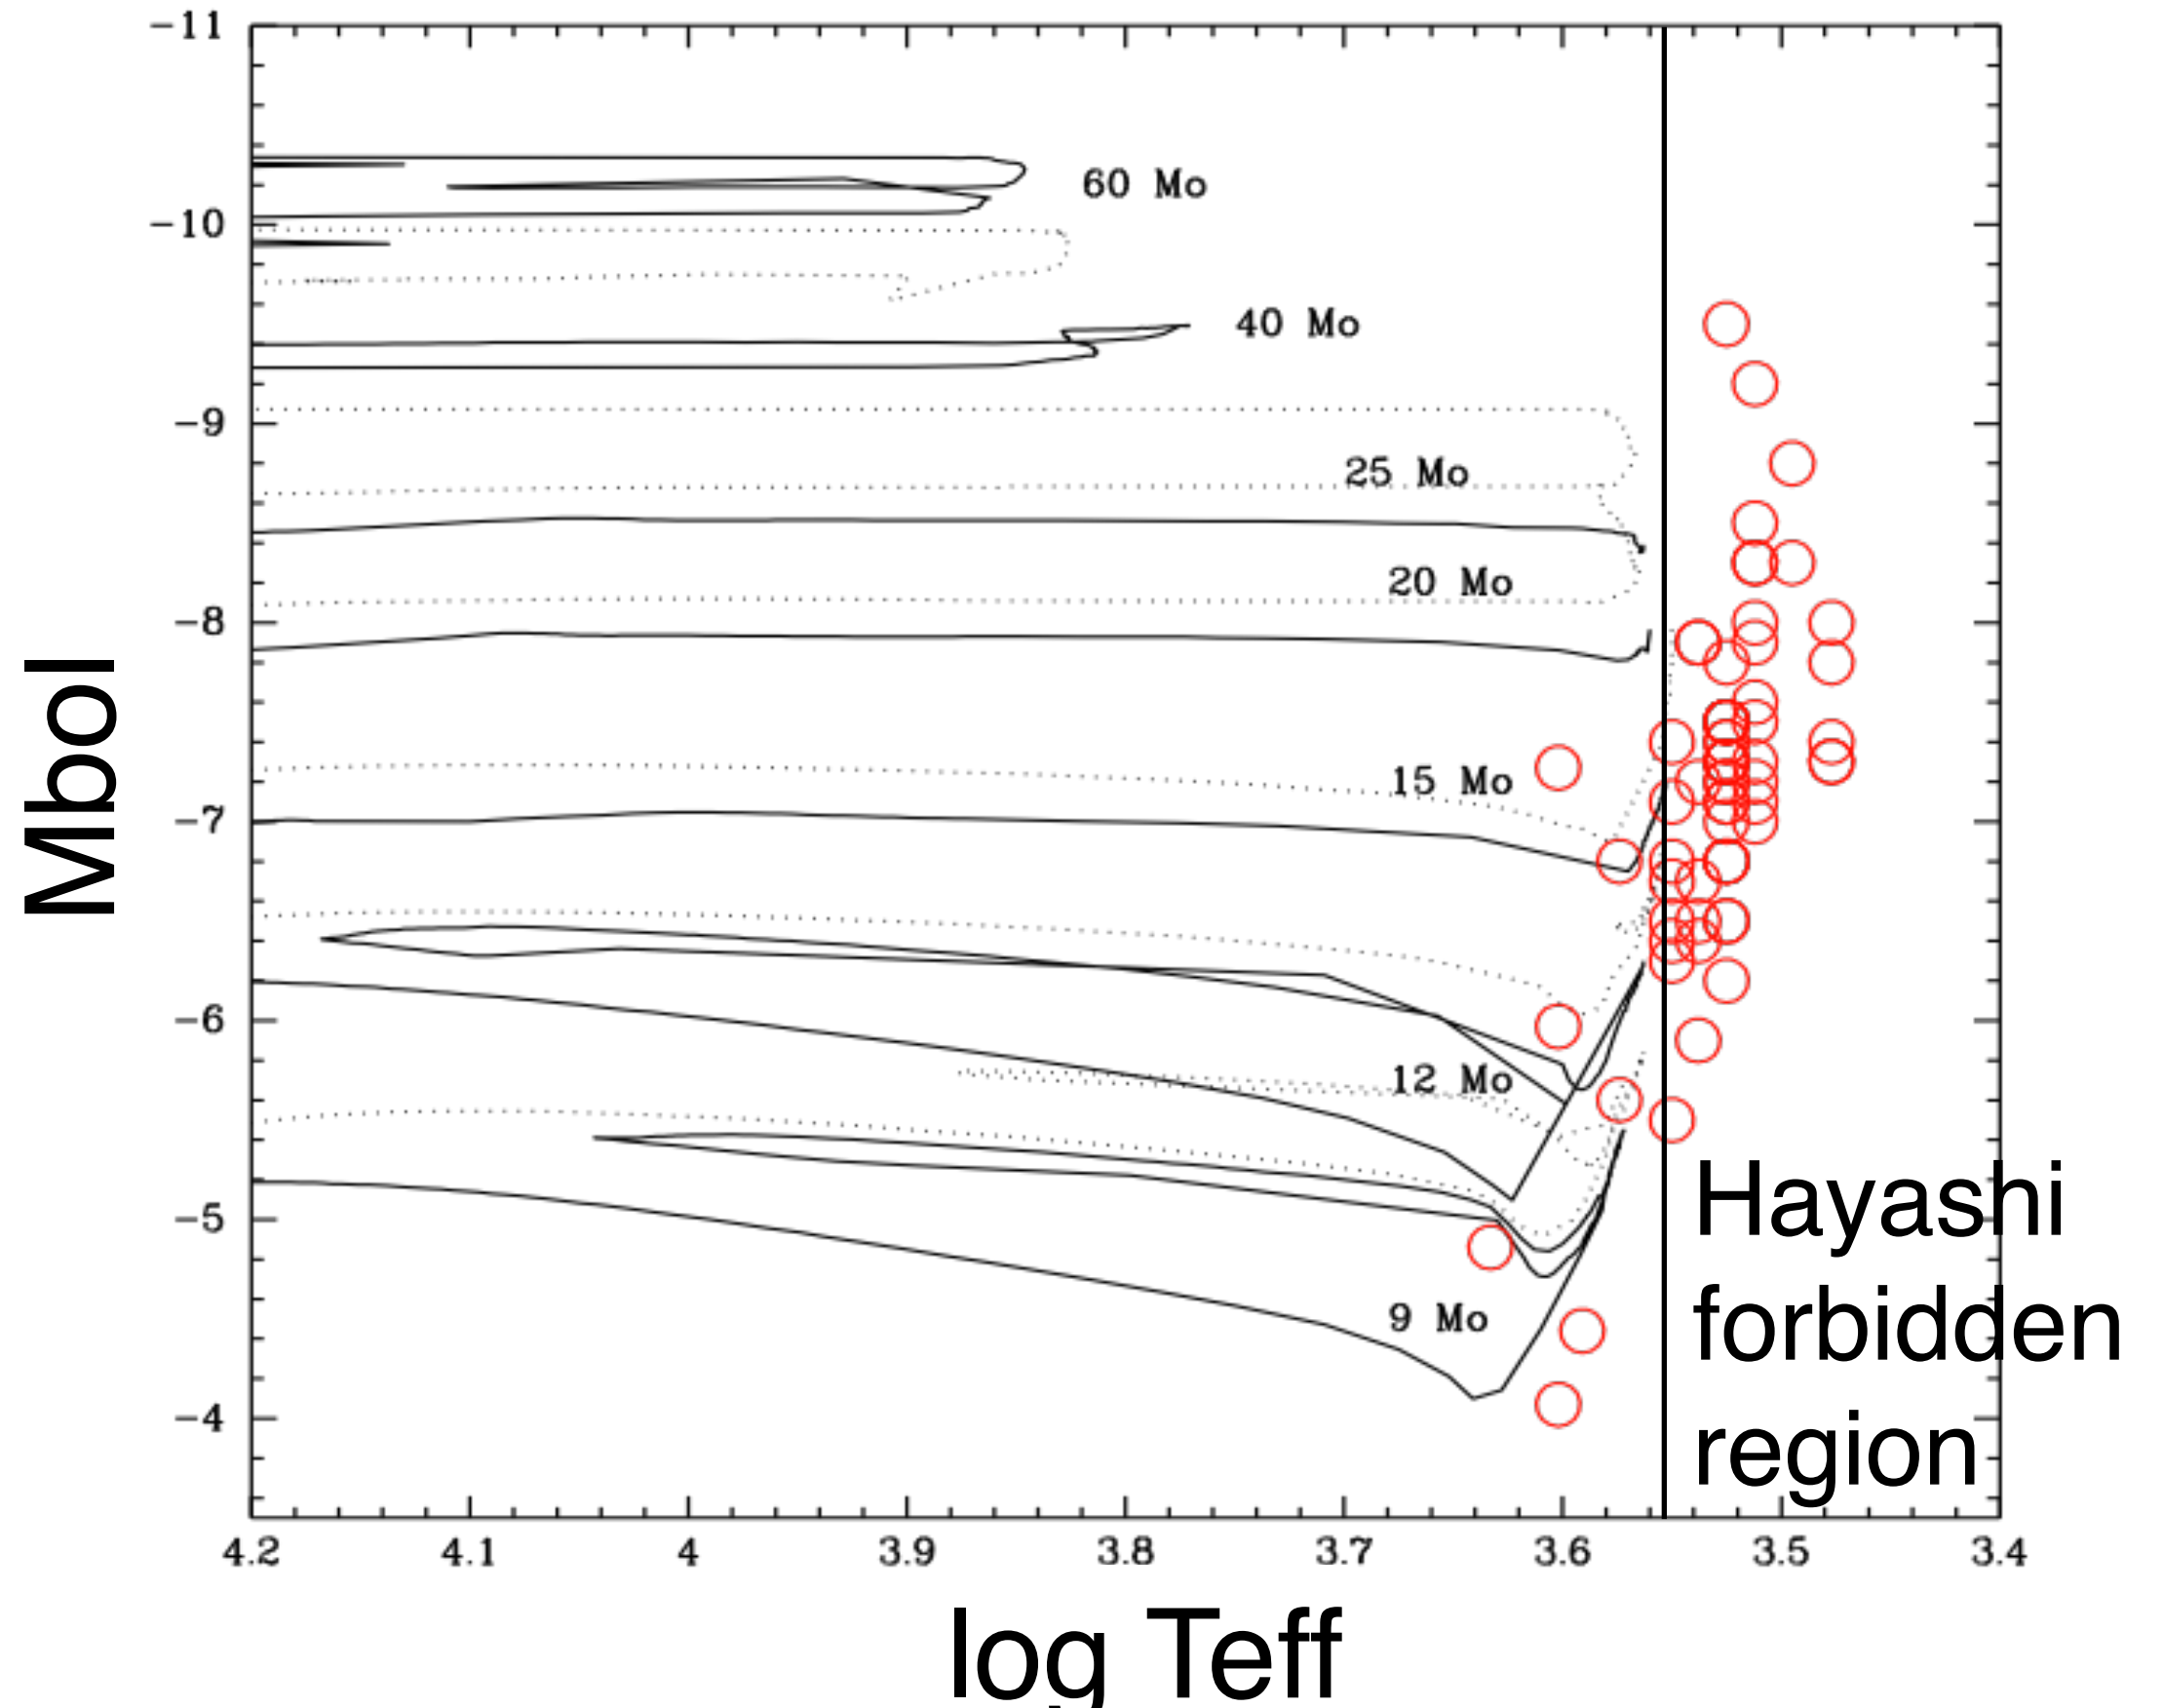 -11
-10
-9
-8
-7
-6
-5
-4
Mbol
60 Mo
40 Mo
25 Mo
20 Mo
15 Mo
12 Mo
9 Mo
Hayashi
forbidden
region
4.2 4.1 4 3.9 3.8 3.7 3.6 3.5 3.4
log Teff